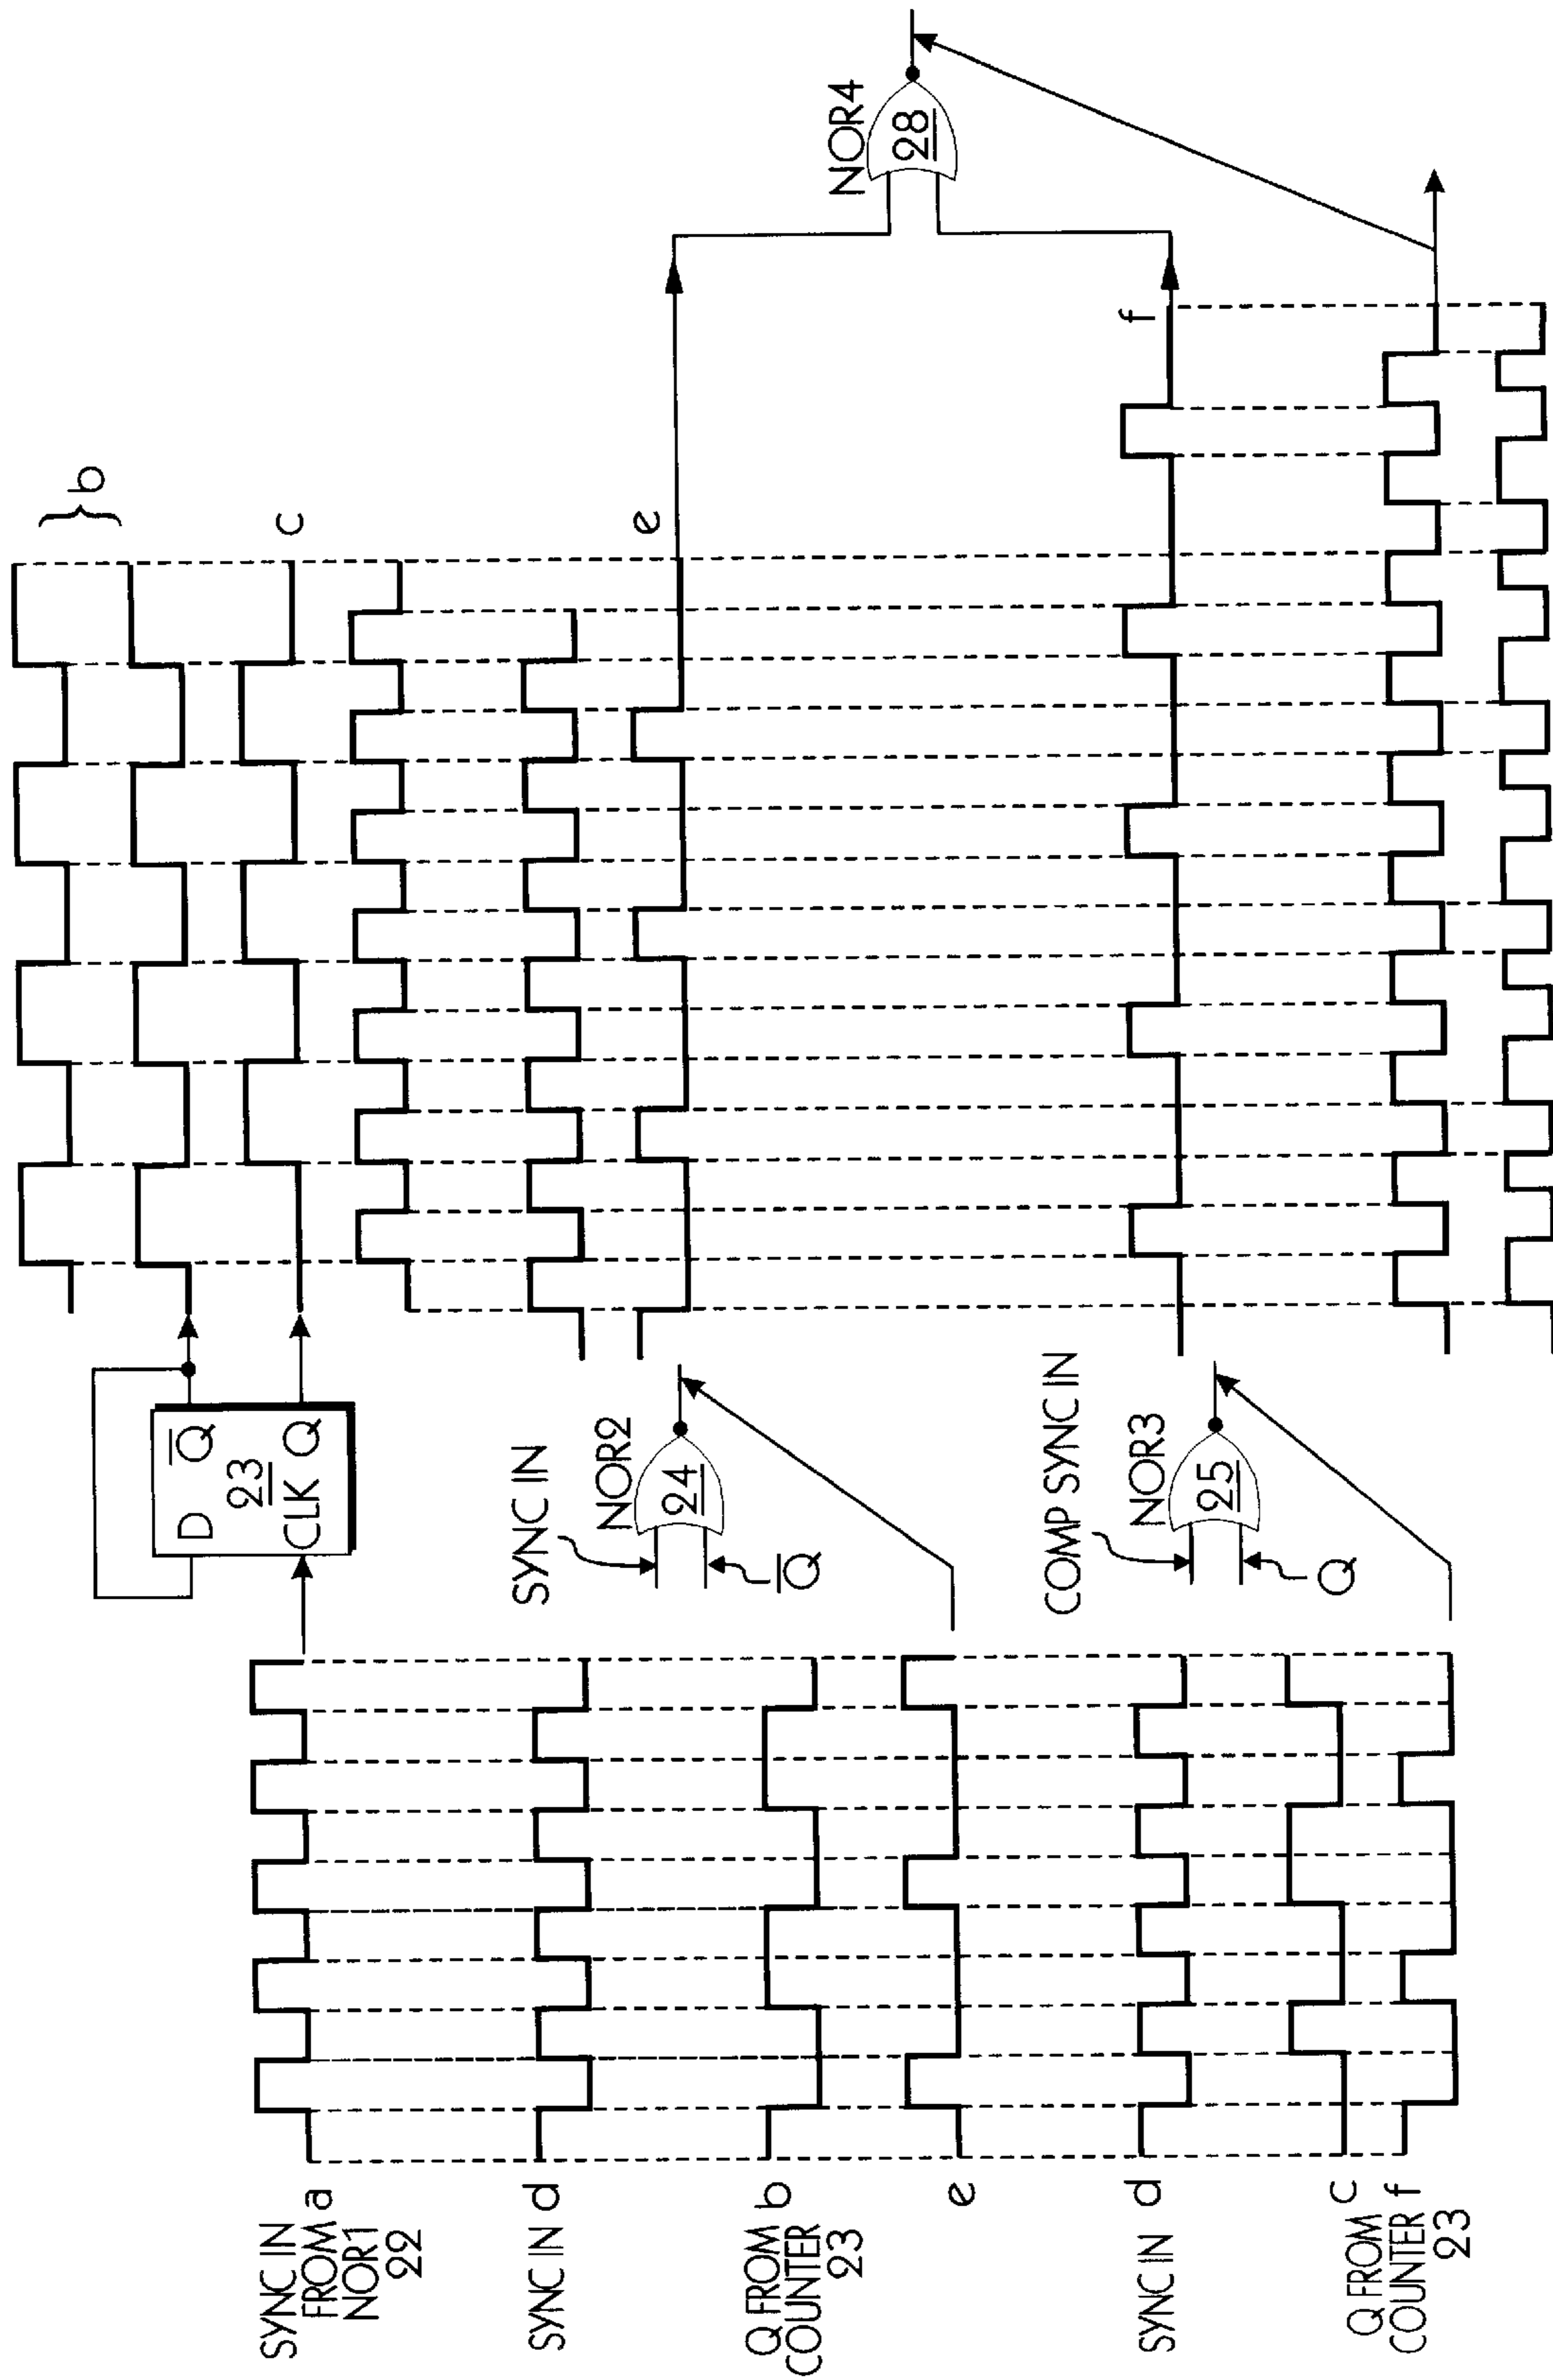 SYNC IN
FROM a
NOR1
22
SYNC IN d
Q FROM b
COUNTER
23
e
SYNC IN d
c
Q FROM
COUNTER f
23
D Q̅
23
CLK Q
SYNC IN
NOR2
24
Q̅
COMP SYNC IN
NOR3
25
Q
b
c
e
f
NOR4
28